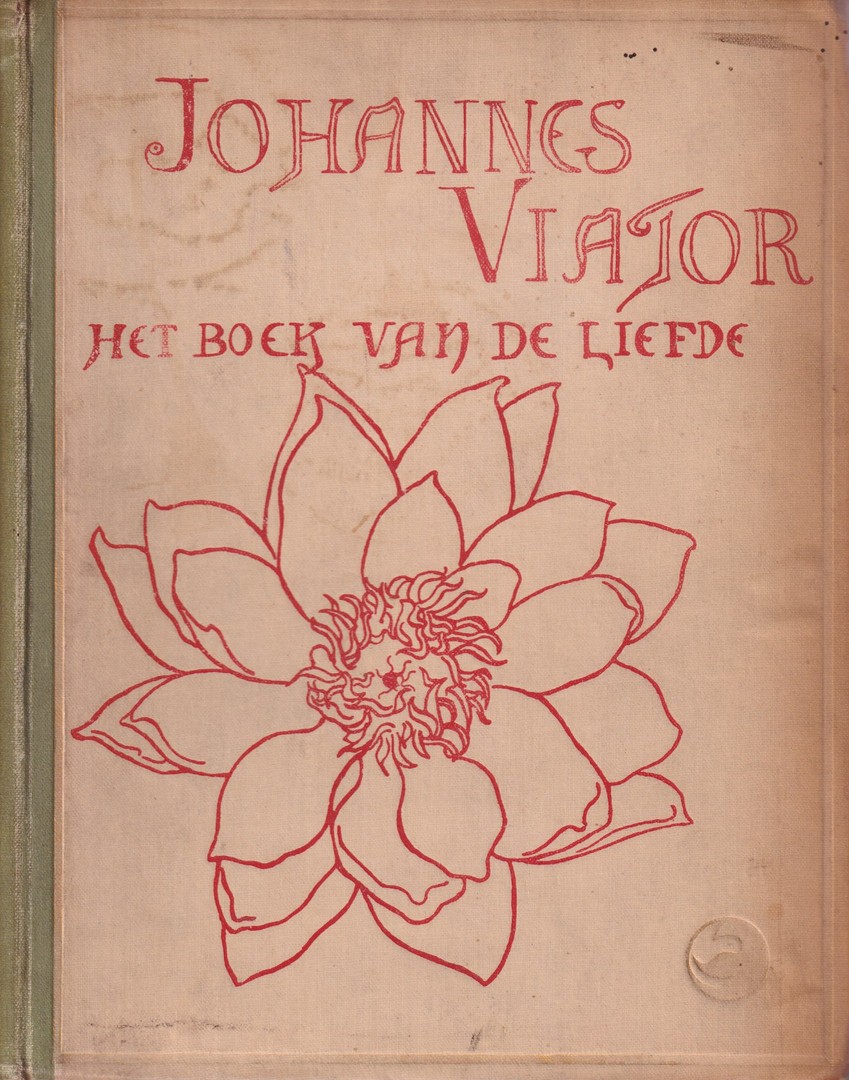 JOHANNES
VIATOR
HET BOEK VAN DE LIEFDE